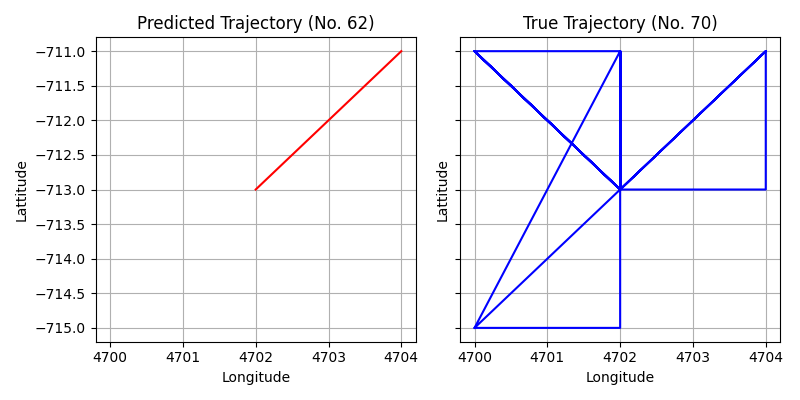 Predicted Trajectory (No. 62)
Lattitude
−711.0
−711.5
−712.0
−712.5
−713.0
−713.5
−714.0
−714.5
−715.0
4700 4701 4702 4703 4704
Longitude
True Trajectory (No. 70)
Lattitude
4700 4701 4702 4703 4704
Longitude